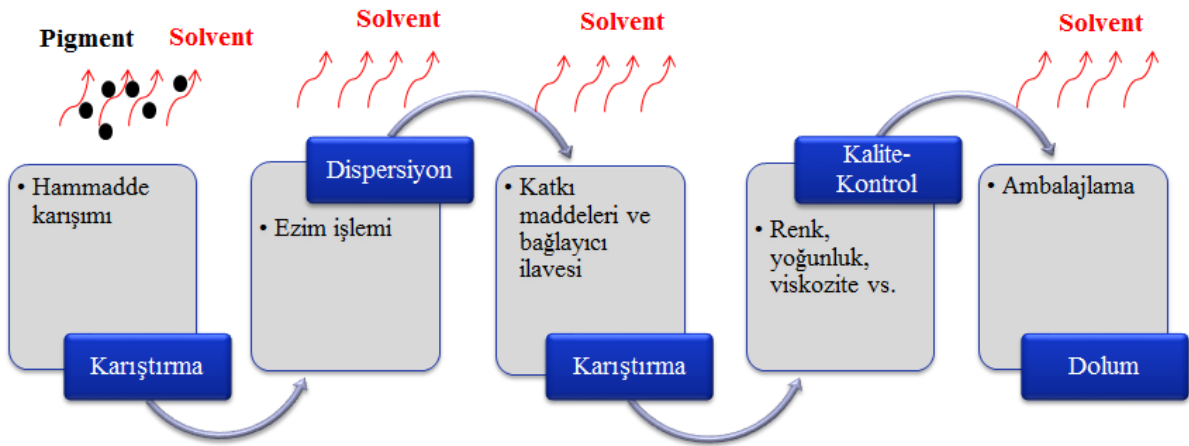 Pigment
Solvent
Solvent
Solvent
Solvent
• Hammadde
karışımı
Karıştırma
Dispersiyon
• Ezim işlemi
• Katkı
maddeleri ve
bağlayıcı
ilavesi
Karıştırma
Kalite-
Kontrol
• Renk,
yoğunluk,
viskozite vs.
• Ambalajlama
Dolum